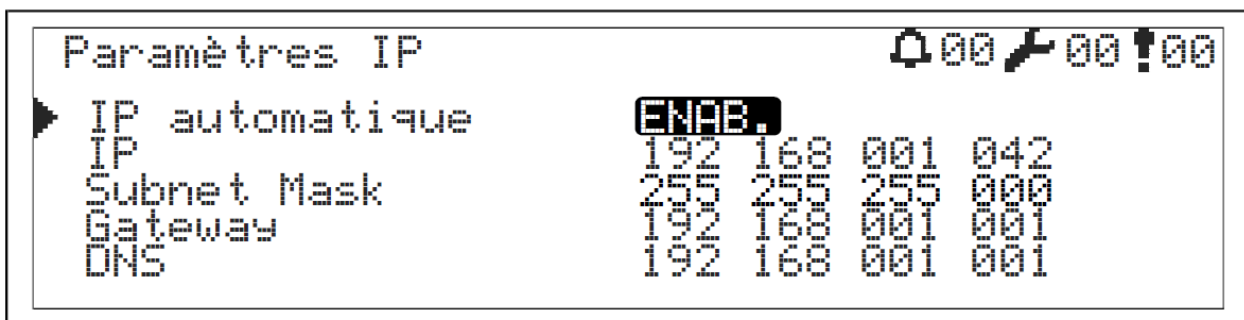 Paramètres IP 00 00 00
IP automatique ENAB.
IP 192 168 001 042
Subnet Mask 255 255 255 000
Gateway 192 168 001 001
DNS 192 168 001 001